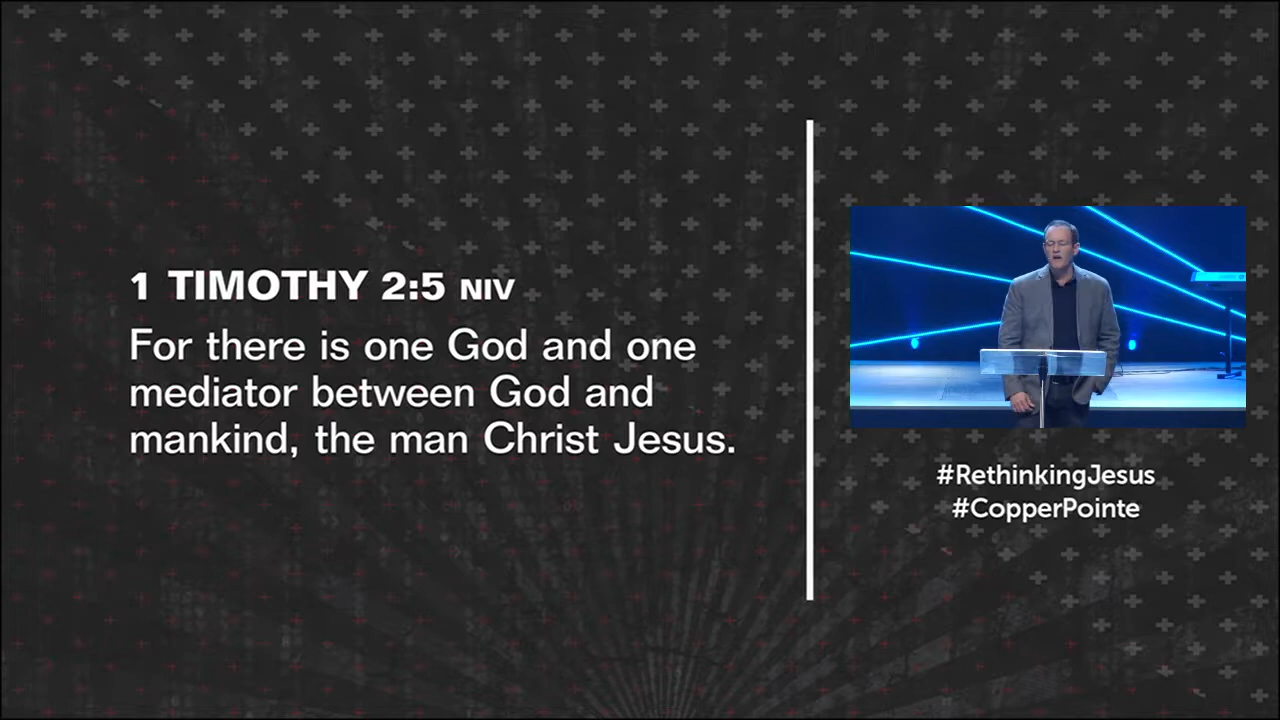 1 TIMOTHY 2:5 NIV
For there is one God and one
mediator between God and
mankind, the man Christ Jesus.
#RethinkingJesus
#CopperPointe